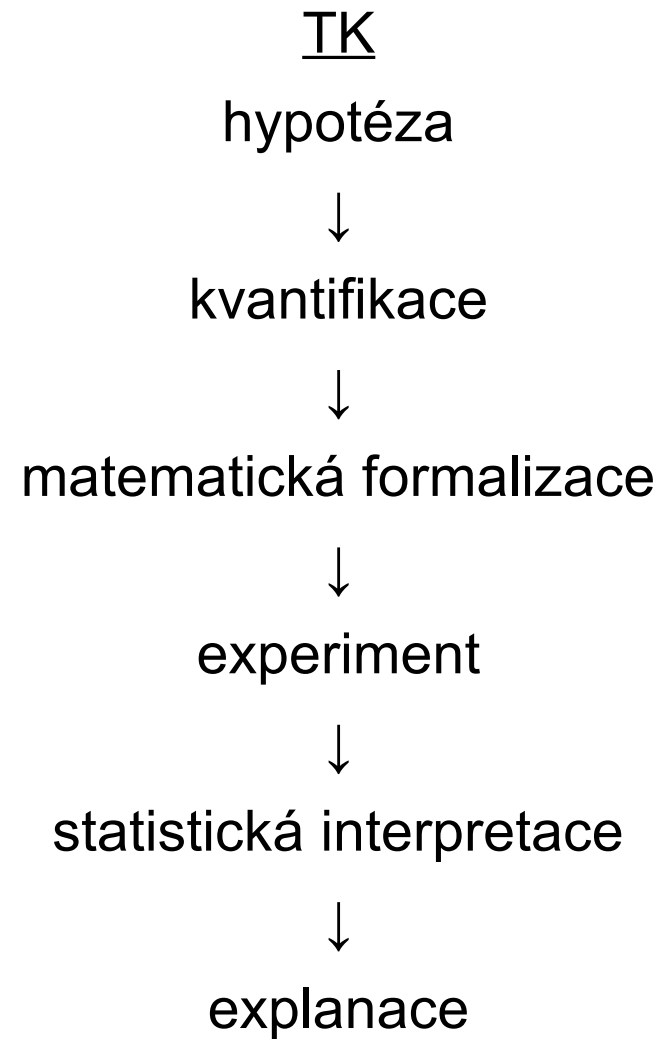 TK
hypotéza
↓
kvantifikace
↓
matematická formalizace
↓
experiment
↓
statistická interpretace
↓
explanace